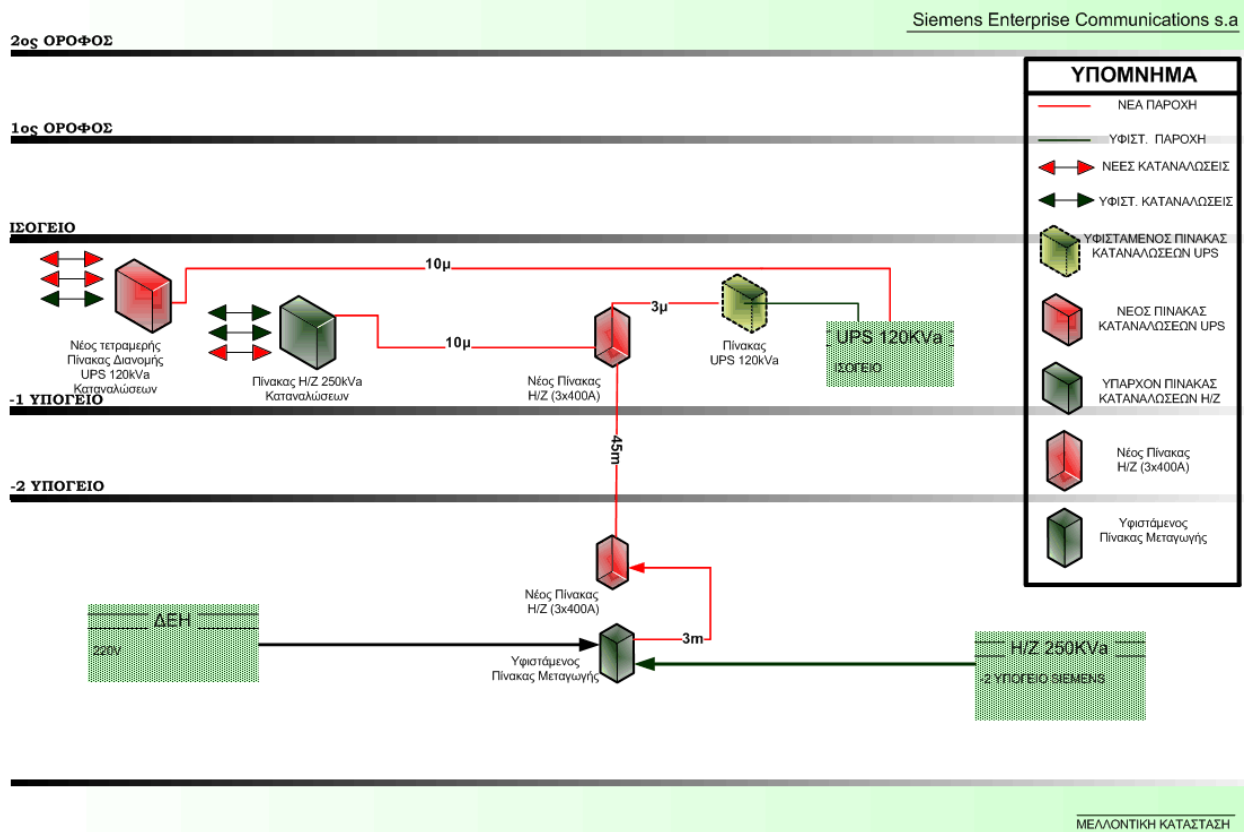 Siemens Enterprise Communications s.a
2ος ΟΡΟΦΟΣ
1ος ΟΡΟΦΟΣ
ΙΣΟΓΕΙΟ
10μ
3μ
10μ
Νέος τετραμερής
Πίνακας Διανομής
UPS 120kVa
Καταναλώσεων
Πίνακας Η/Ζ 250kVa
Καταναλώσεων
Νέος Πίνακας
Η/Ζ (3x400A)
Πίνακας
UPS 120kVa
UPS 120KVa
ΙΣΟΓΕΙΟ
-1 ΥΠΟΓΕΙΟ
45m
-2 ΥΠΟΓΕΙΟ
Νέος Πίνακας
Η/Ζ (3x400A)
ΔΕΗ
220V
3m
Υφιστάμενος
Πίνακας Μεταγωγής
Η/Ζ 250KVa
-2 ΥΠΟΓΕΙΟ SIEMENS
ΥΠΟΜΝΗΜΑ
ΝΕΑ ΠΑΡΟΧΗ
ΥΦΙΣΤ. ΠΑΡΟΧΗ
ΝΕΕΣ ΚΑΤΑΝΑΛΩΣΕΙΣ
ΥΦΙΣΤ. ΚΑΤΑΝΑΛΩΣΕΙΣ
ΥΦΙΣΤΑΜΕΝΟΣ ΠΙΝΑΚΑΣ
ΚΑΤΑΝΑΛΩΣΕΩΝ UPS
ΝΕΟΣ ΠΙΝΑΚΑΣ
ΚΑΤΑΝΑΛΩΣΕΩΝ UPS
ΥΠΑΡΧΟΝ ΠΙΝΑΚΑΣ
ΚΑΤΑΝΑΛΩΣΕΩΝ Η/Ζ
Νέος Πίνακας
Η/Ζ (3x400A)
Υφιστάμενος
Πίνακας Μεταγωγής
ΜΕΛΛΟΝΤΙΚΗ ΚΑΤΑΣΤΑΣΗ